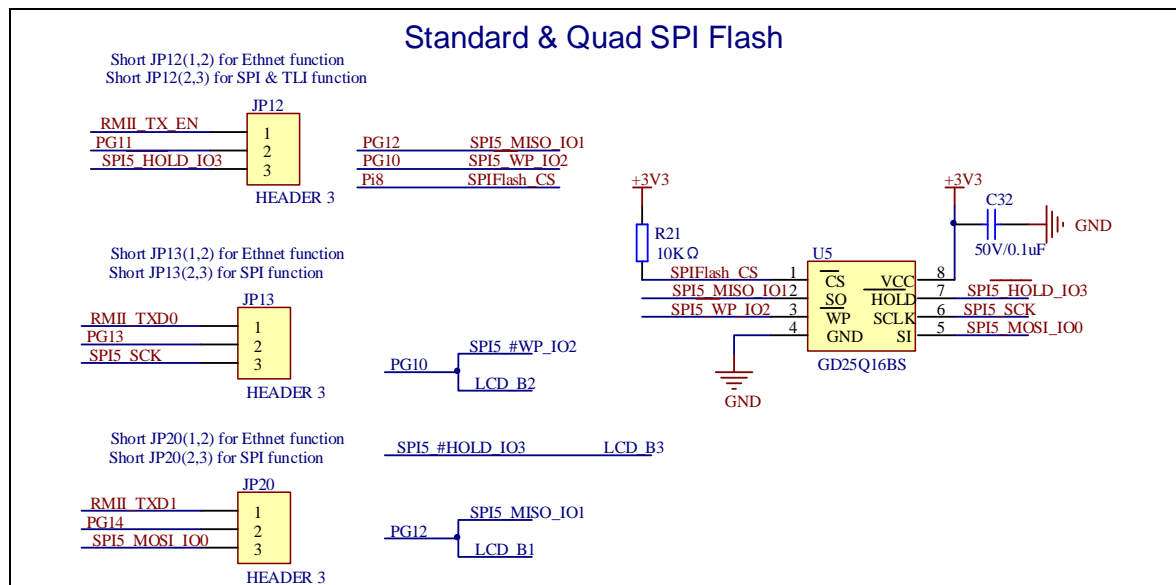 Standard & Quad SPI Flash
Short JP12(1,2) for Ethnet function
Short JP12(2,3) for SPI & TLI function
JP12
RMII_TX_EN
1
PG11
2
SPI5_HOLD_IO3
3
HEADER 3
PG12 SPI5_MISO_IO1
PG10 SPI5_WP_IO2
Pi8 SPIFlash_CS
Short JP13(1,2) for Ethnet function
Short JP13(2,3) for SPI function
JP13
RMII_TXD0
1
PG13
2
SPI5_SCK
3
HEADER 3
PG10
SPI5_#WP_IO2
LCD_B2
Short JP20(1,2) for Ethnet function
Short JP20(2,3) for SPI function
SPI5_#HOLD_IO3 LCD_B3
JP20
RMII_TXD1
1
PG14
2
SPI5_MOSI_IO0
3
HEADER 3
PG12
SPI5_MISO_IO1
LCD_B1
+3V3
R21
10KΩ
+3V3
C32
50V/0.1uF
GND
U5
SPIFlash_CS 1 CS VCC 8
SPI5_MISO_IO1 2 SO HOLD 7 SPI5_HOLD_IO3
SPI5_WP_IO2 3 WP SCLK 6 SPI5_SCK
4 GND SI 5 SPI5_MOSI_IO0
GD25Q16BS
GND